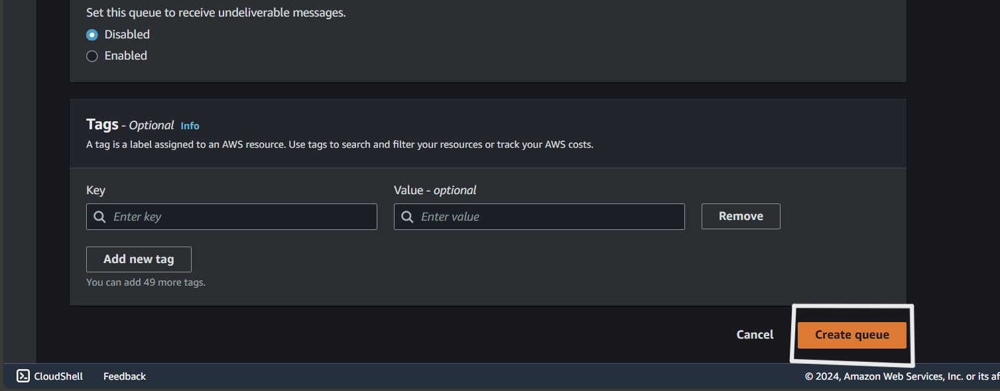 Set this queue to receive undeliverable messages.
Disabled
Enabled
Tags - Optional Info
A tag is a label assigned to an AWS resource. Use tags to search and filter your resources or track your AWS costs.
Key Value - optional
Enter key Enter value Remove
Add new tag
You can add 49 more tags.
Cancel Create queue
CloudShell Feedback © 2024, Amazon Web Services, Inc. or its af